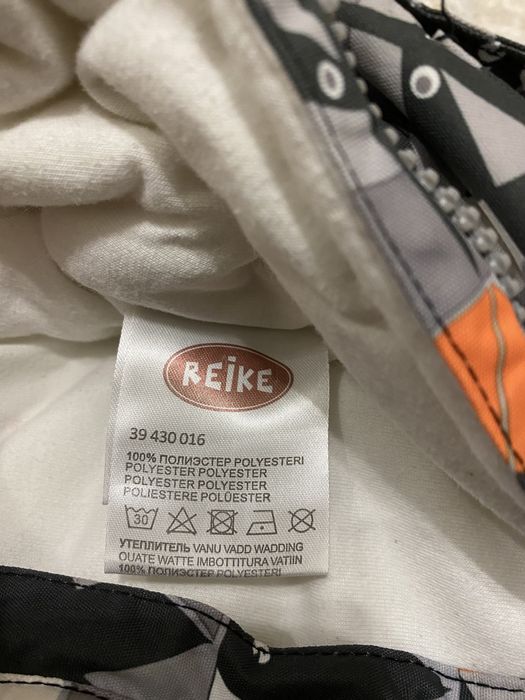 REIKE
39 430 016
100% ПОЛИЭСТЕР POLYESTERI
POLYESTER POLYESTER
POLYESTER POLYESTER
POLIESTERE POLÜESTER
30
УТЕПЛИТЕЛЬ VANU VADD WADDING
OUATE WATTE IMBOTTITURA VATIIN
100% ПОЛИЭСТЕР POLYESTERI